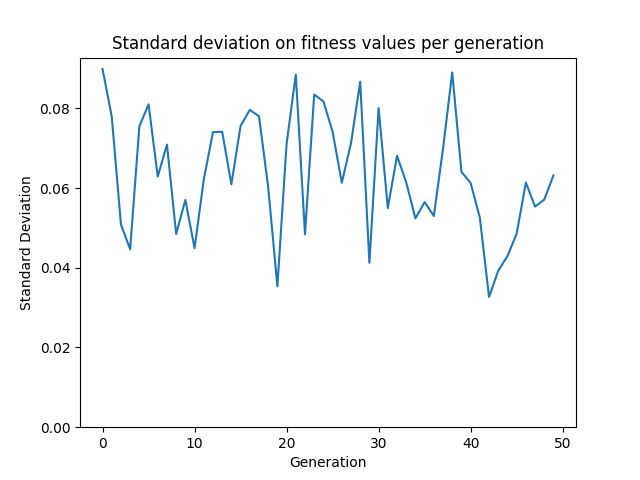 Standard deviation on fitness values per generation
0.08
0.06
0.04
0.02
0.00
Standard Deviation
0 10 20 30 40 50
Generation